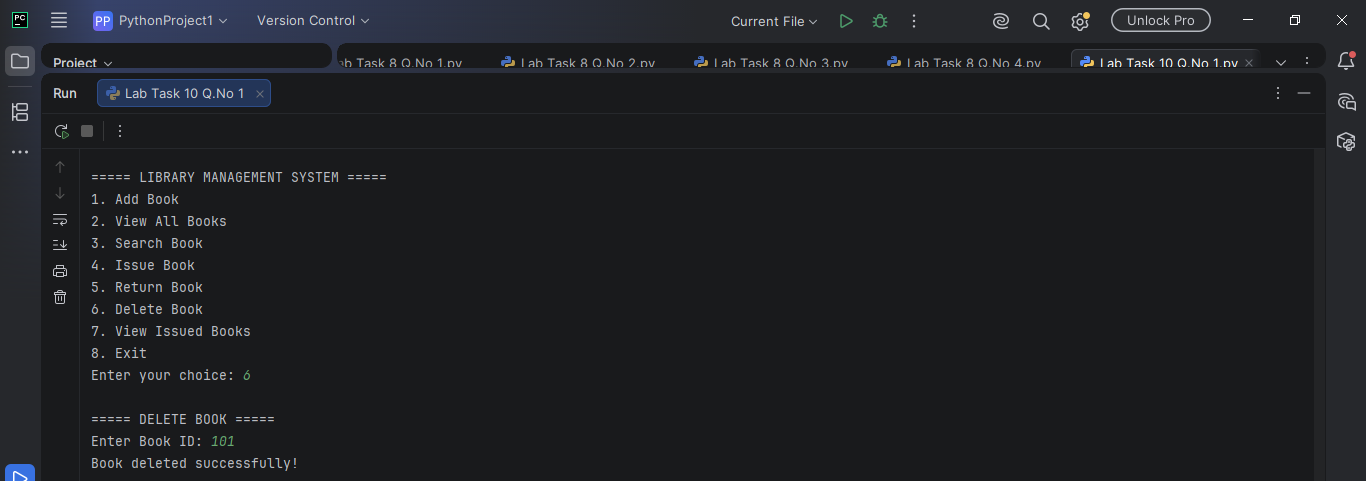 PC
PP PythonProject1 Version Control Current File Unlock Pro
Project
eb Task 8 Q.No 1.py Lab Task 8 Q.No 2.py Lab Task 8 Q.No 3.py Lab Task 8 Q.No 4.py Lab Task 10 Q.No 1.py
Run Lab Task 10 Q.No 1
===== LIBRARY MANAGEMENT SYSTEM =====
1. Add Book
2. View All Books
3. Search Book
4. Issue Book
5. Return Book
6. Delete Book
7. View Issued Books
8. Exit
Enter your choice: 6
===== DELETE BOOK =====
Enter Book ID: 101
Book deleted successfully!